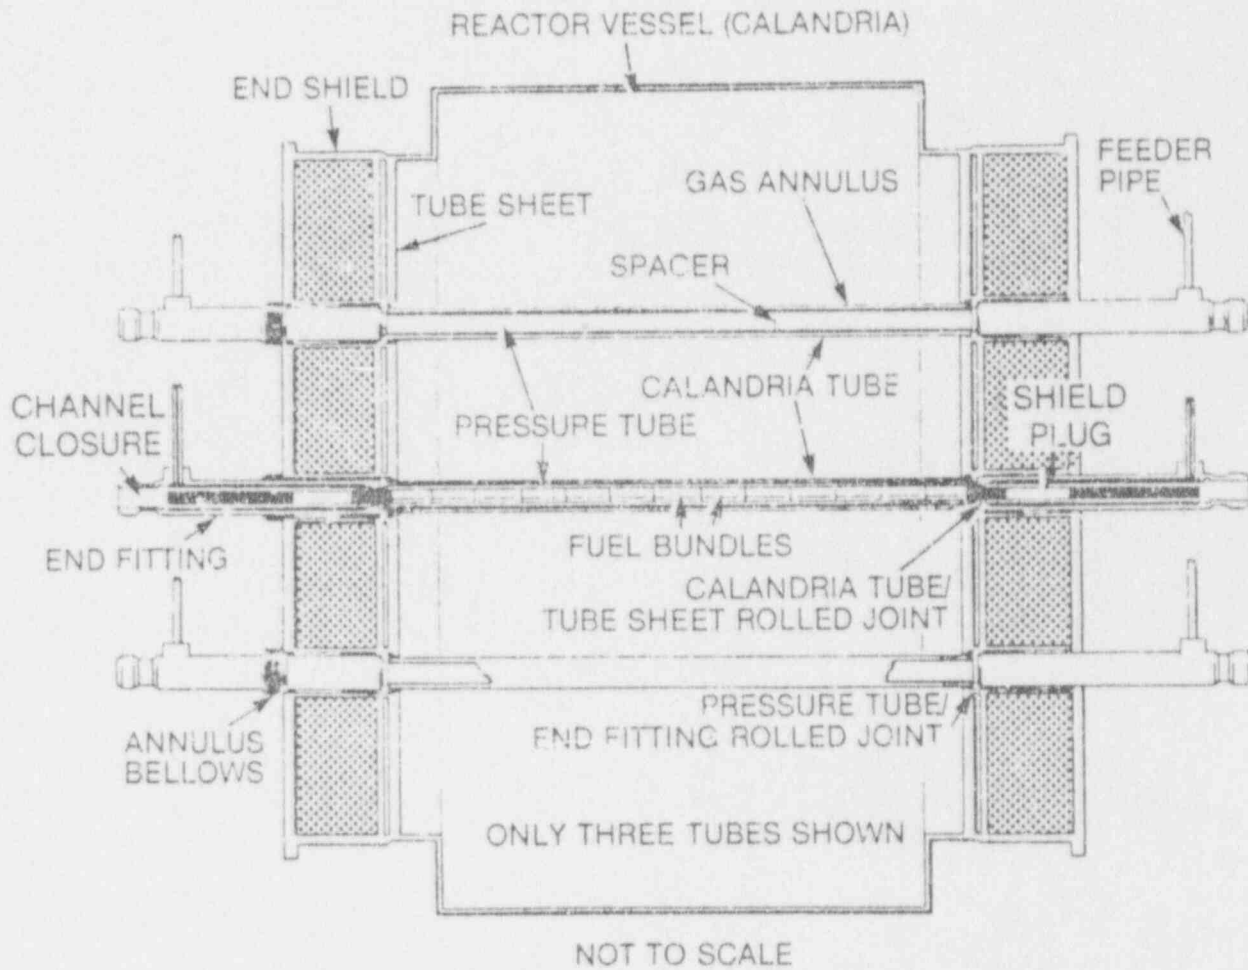 REACTOR VESSEL (CALANDRIA)
END SHIELD
FEEDER
PIPE
GAS ANNULUS
TUBE SHEET
SPACER
CALANDRIA TUBE
CHANNEL
CLOSURE
PRESSURE TUBE
SHIELD
PLUG
END FITTING
FUEL BUNDLES
CALANDRIA TUBE/
TUBE SHEET ROLLED JOINT
PRESSURE TUBE/
END FITTING ROLLED JOINT
ANNULUS
BELLOWS
ONLY THREE TUBES SHOWN
NOT TO SCALE